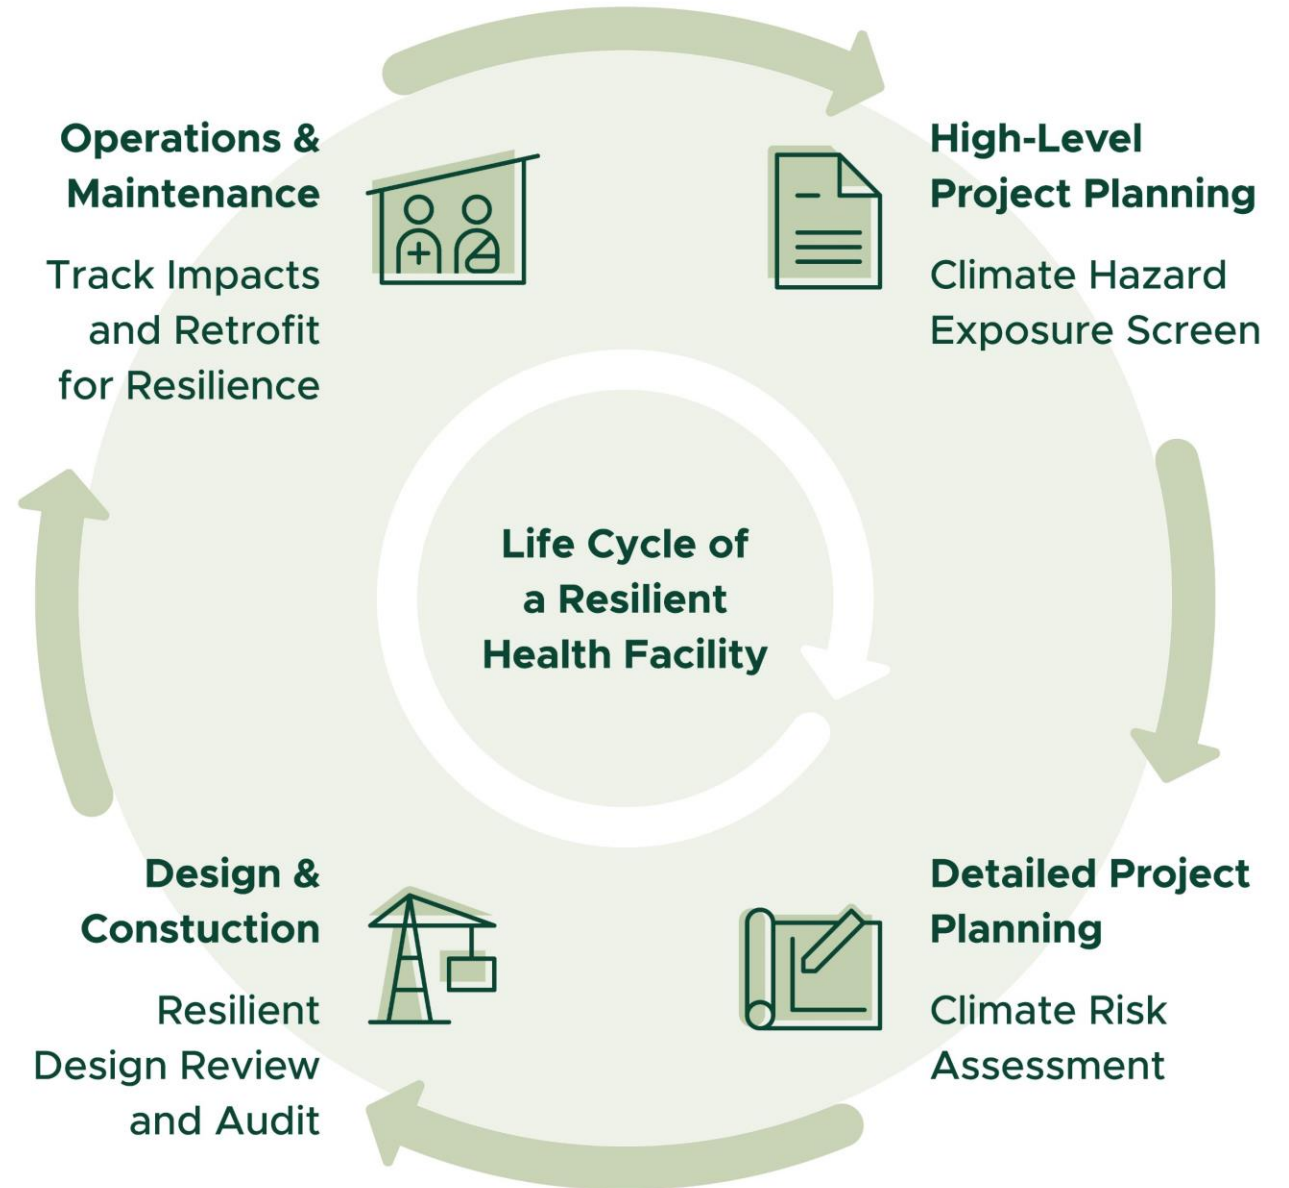 Operations &
Maintenance
Track Impacts
and Retrofit
for Resilience
High-Level
Project Planning
Climate Hazard
Exposure Screen
Life Cycle of
a Resilient
Health Facility
Design &
Constuction
Resilient
Design Review
and Audit
Detailed Project
Planning
Climate Risk
Assessment